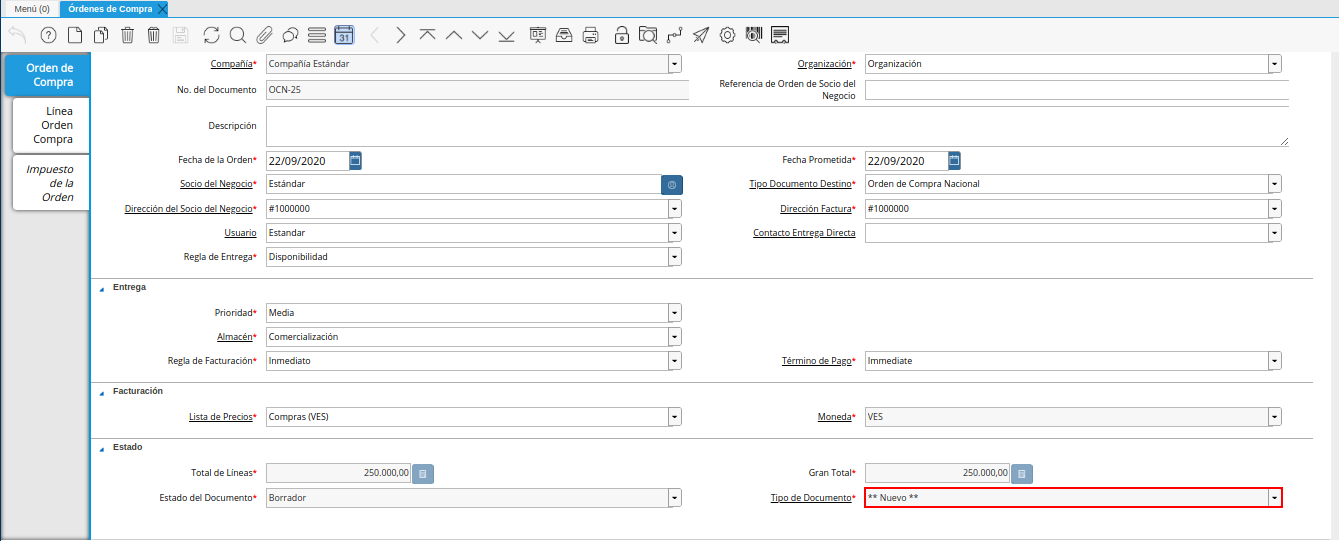 Menú (0) Órdenes de Compra
31
Orden de Compra
Línea Orden Compra
Impuesto de la Orden
Compañía* Compañía Estándar Organización* Organización
No. del Documento OCN-25 Referencia de Orden de Socio del Negocio
Descripción
Fecha de la Orden* 22/09/2020 Fecha Prometida* 22/09/2020
Socio del Negocio* Estándar Tipo Documento Destino* Orden de Compra Nacional
Dirección del Socio del Negocio* #1000000 Dirección Factura* #1000000
Usuario Estandar Contacto Entrega Directa
Regla de Entrega* Disponibilidad
Entrega
Prioridad* Media
Almacén* Comercialización
Regla de Facturación* Inmediato Término de Pago* Immediate
Facturación
Lista de Precios* Compras (VES) Moneda* VES
Estado
Total de Líneas* 250.000,00 Gran Total* 250.000,00
Estado del Documento* Borrador Tipo de Documento* ** Nuevo **